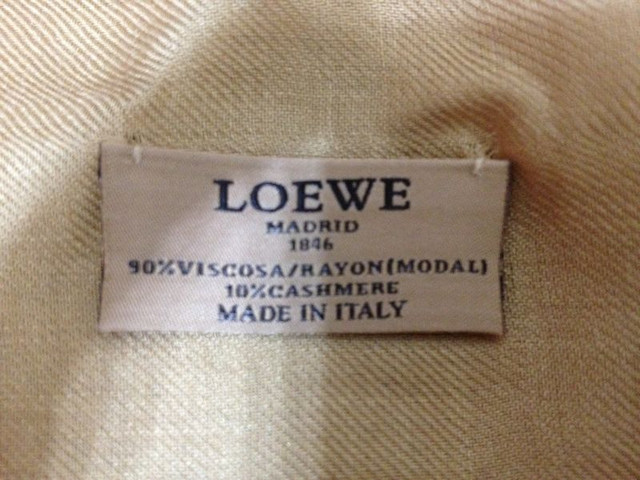 LOEWE
MADRID
1846
90%VISCOSA/RAYON(MODAL)
10%CASHMERE
MADE IN ITALY